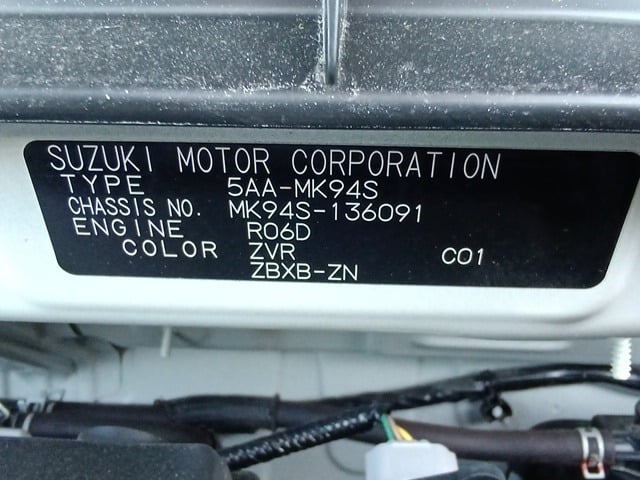 SUZUKI MOTOR CORPORATION
TYPE 5AA-MK94S
CHASSIS NO. MK94S-136091
ENGINE R06D
COLOR ZVR C01
ZBXB-ZN